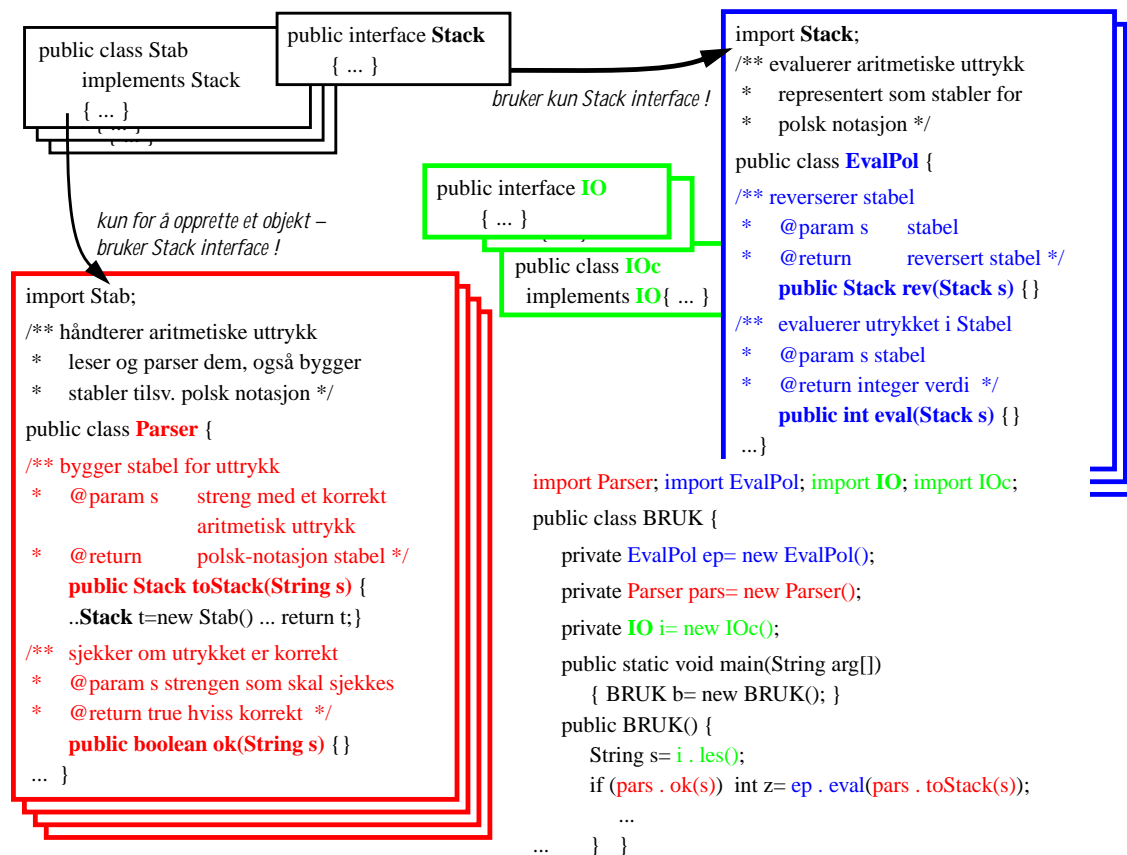 public class Stab
implements Stack
{ ... }
public interface Stack
{ ... }
bruker kun Stack interface !
kun for å opprette et objekt –
bruker Stack interface !
import Stack;
/** evaluerer aritmetiske uttrykk
* representert som stabler for
* polsk notasjon */
public class EvalPol {
/** reverserer stabel
* @param s stabel
* @return reversert stabel */
public Stack rev(Stack s) {}
/** evaluerer utrykket i Stabel
* @param s stabel
* @return integer verdi */
public int eval(Stack s) {}
...}
public interface IO
{ ... }
public class IOc
implements IO{ ... }
import Stab;
/** håndterer aritmetiske uttrykk
* leser og parser dem, også bygger
* stabler tilsv. polsk notasjon */
public class Parser {
/** bygger stabel for uttrykk
* @param s streng med et korrekt
aritmetisk uttrykk
* @return polsk-notasjon stabel */
public Stack toStack(String s) {
..Stack t=new Stab() ... return t;}
/** sjekker om utrykket er korrekt
* @param s strengen som skal sjekkes
* @return true hviss korrekt */
public boolean ok(String s) {}
... }
import Parser; import EvalPol; import IO; import IOc;
public class BRUK {
private EvalPol ep= new EvalPol();
private Parser pars= new Parser();
private IO i= new IOc();
public static void main(String arg[])
{ BRUK b= new BRUK(); }
public BRUK() {
String s= i . les();
if (pars . ok(s)) int z= ep . eval(pars . toStack(s));
...
... } }